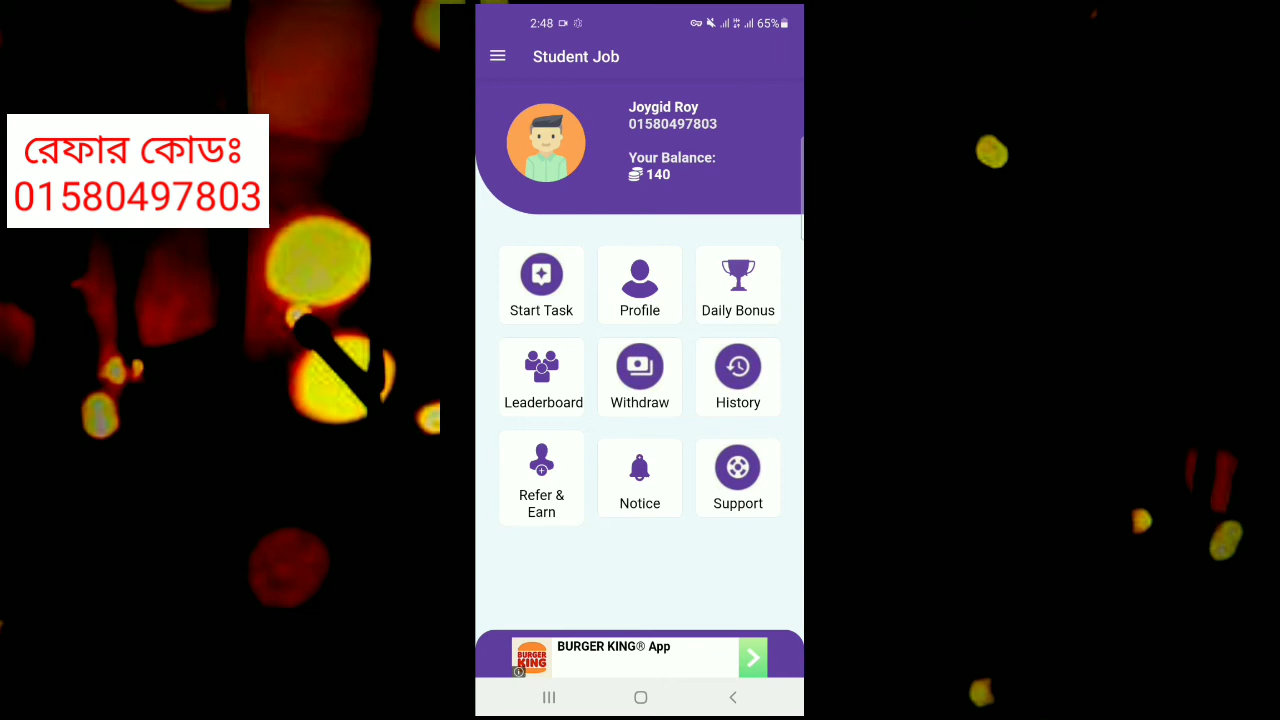 রেফার কোডঃ
01580497803
2:48
65%
Student Job
Joygid Roy
01580497803
Your Balance:
140
Start Task
Profile
Daily Bonus
Leaderboard
Withdraw
History
Refer &
Earn
Notice
Support
BURGER KING
BURGER KING® App